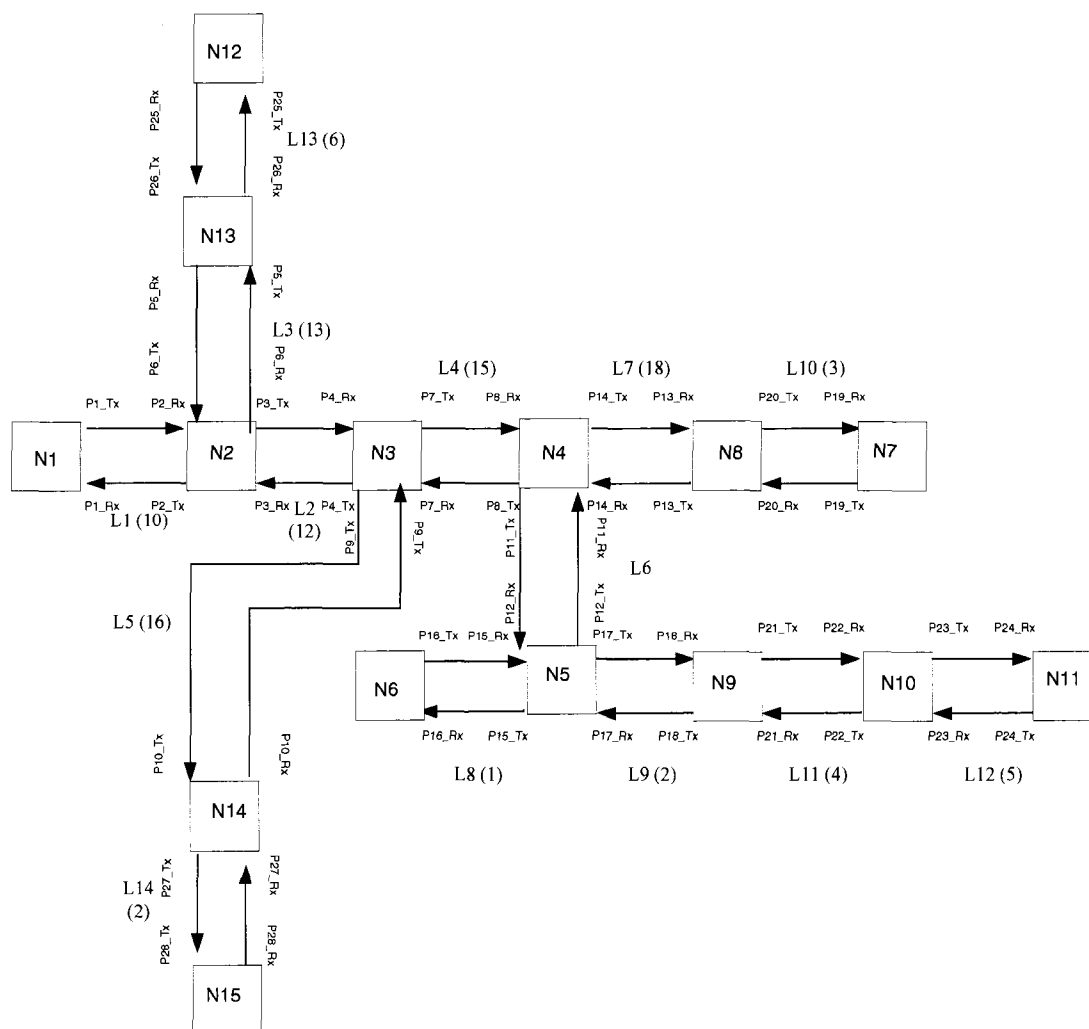 N12
P25_Rx
P25_Tx
L13 (6)
P26_Tx
P26_Rx
N13
P5_Rx
P5_Tx
L3 (13)
P6_Tx
P6_Rx
L4 (15)
L7 (18)
L10 (3)
P1_Tx
P2_Rx
P3_Tx
P4_Rx
P7_Tx
P8_Rx
P14_Tx
P13_Rx
P20_Tx
P19_Rx
N1
N2
N3
N4
N8
N7
P1_Rx
P2_Tx
P3_Rx
P4_Tx
P7_Rx
P8_Tx
P14_Rx
P13_Tx
P20_Rx
P19_Tx
L1 (10)
L2
(12)
P9_Tx
P9_Tx
P11_Tx
P11_Rx
L6
P12_Rx
P12_Tx
L5 (16)
P16_Tx
P15_Rx
P17_Tx
P18_Rx
P21_Tx
P22_Rx
P23_Tx
P24_Rx
N6
N5
N9
N10
N11
P16_Rx
P15_Tx
P17_Rx
P18_Tx
P21_Rx
P22_Tx
P23_Rx
P24_Tx
L8 (1)
L9 (2)
L11 (4)
L12 (5)
P10_Tx
P10_Rx
N14
P27_Tx
P27_Rx
L14
(2)
P28_Tx
P28_Rx
N15